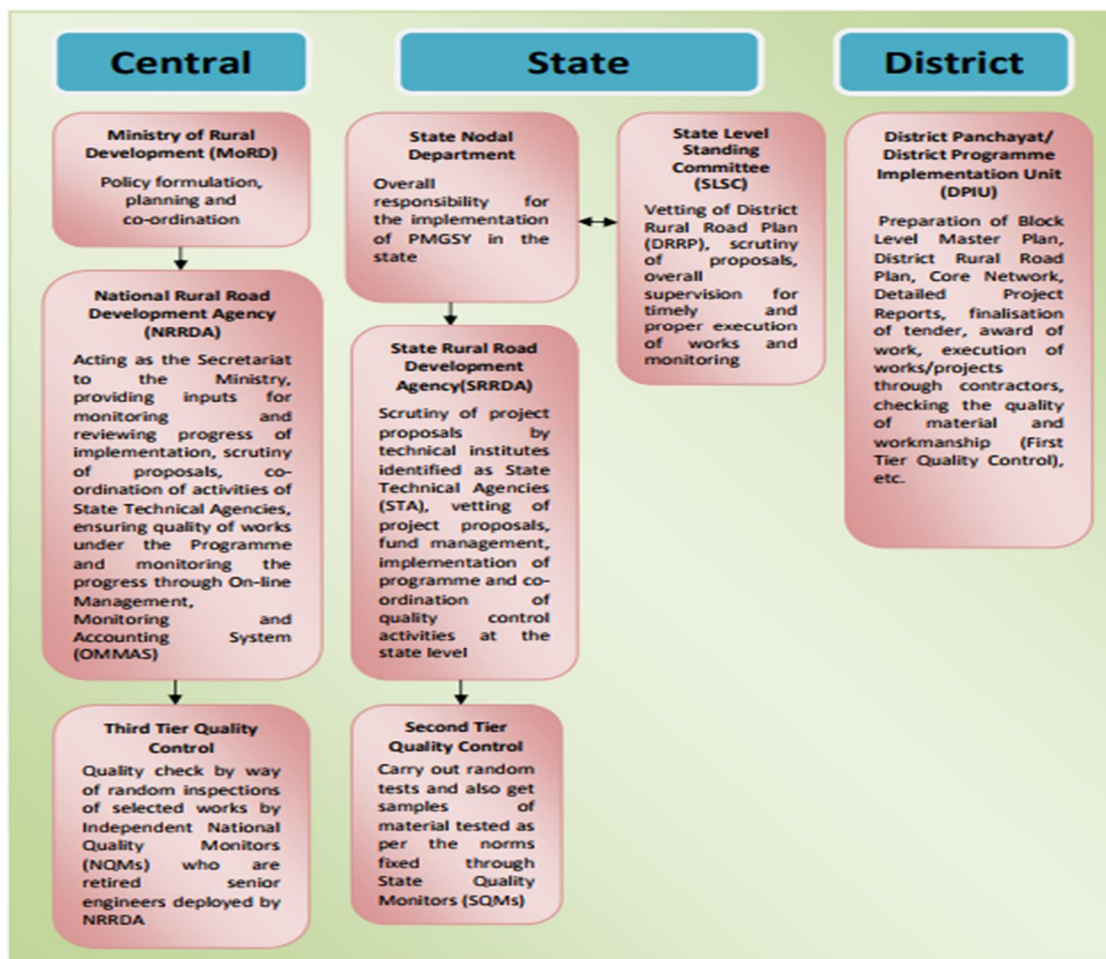 Central
State
District
Ministry of Rural
Development (MoRD)
Policy formulation,
planning and
co-ordination
National Rural Road
Development Agency
(NRRDA)
Acting as the Secretariat
to the Ministry,
providing inputs for
monitoring and
reviewing progress of
implementation, scrutiny
of proposals, co-
ordination of activities of
State Technical Agencies,
ensuring quality of works
under the Programme
and monitoring the
progress through On-line
Management,
Monitoring and
Accounting System
(OMMAS)
Third Tier Quality
Control
Quality check by way
of random inspections
of selected works by
Independent National
Quality Monitors
(NQMs) who are
retired senior
engineers deployed by
NRRDA
State Nodal
Department
Overall
responsibility for
the implementation
of PMGSY in the
state
State Rural Road
Development
Agency(SRRDA)
Scrutiny of project
proposals by
technical institutes
identified as State
Technical Agencies
(STA), vetting of
project proposals,
fund management,
implementation of
programme and co-
ordination of
quality control
activities at the
state level
Second Tier
Quality Control
Carry out random
tests and also get
samples of
material tested as
per the norms
fixed through
State Quality
Monitors (SQMs)
State Level
Standing
Committee
(SLSC)
Vetting of District
Rural Road Plan
(DRRP), scrutiny
of proposals,
overall
supervision for
timely and
proper execution
of works and
monitoring
District Panchayat/
District Programme
Implementation Unit
(DPIU)
Preparation of Block
Level Master Plan,
District Rural Road
Plan, Core Network,
Detailed Project
Reports, finalisation
of tender, award of
work, execution of
works/projects
through contractors,
checking the quality
of material and
workmanship (First
Tier Quality Control),
etc.